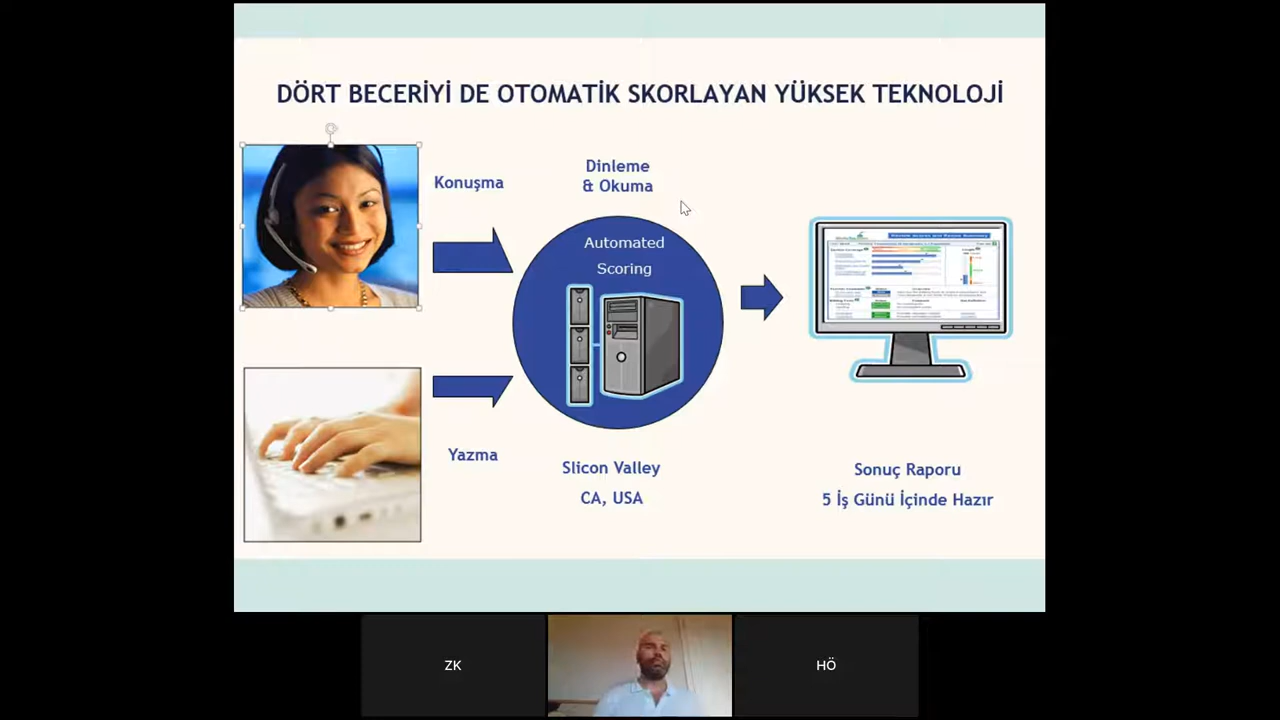 DÖRT BECERİYİ DE OTOMATİK SKORLAYAN YÜKSEK TEKNOLOJİ
Konuşma
Dinleme
& Okuma
Automated
Scoring
Yazma
Slicon Valley
CA, USA
Sonuç Raporu
5 İş Günü İçinde Hazır
ZK
HÖ